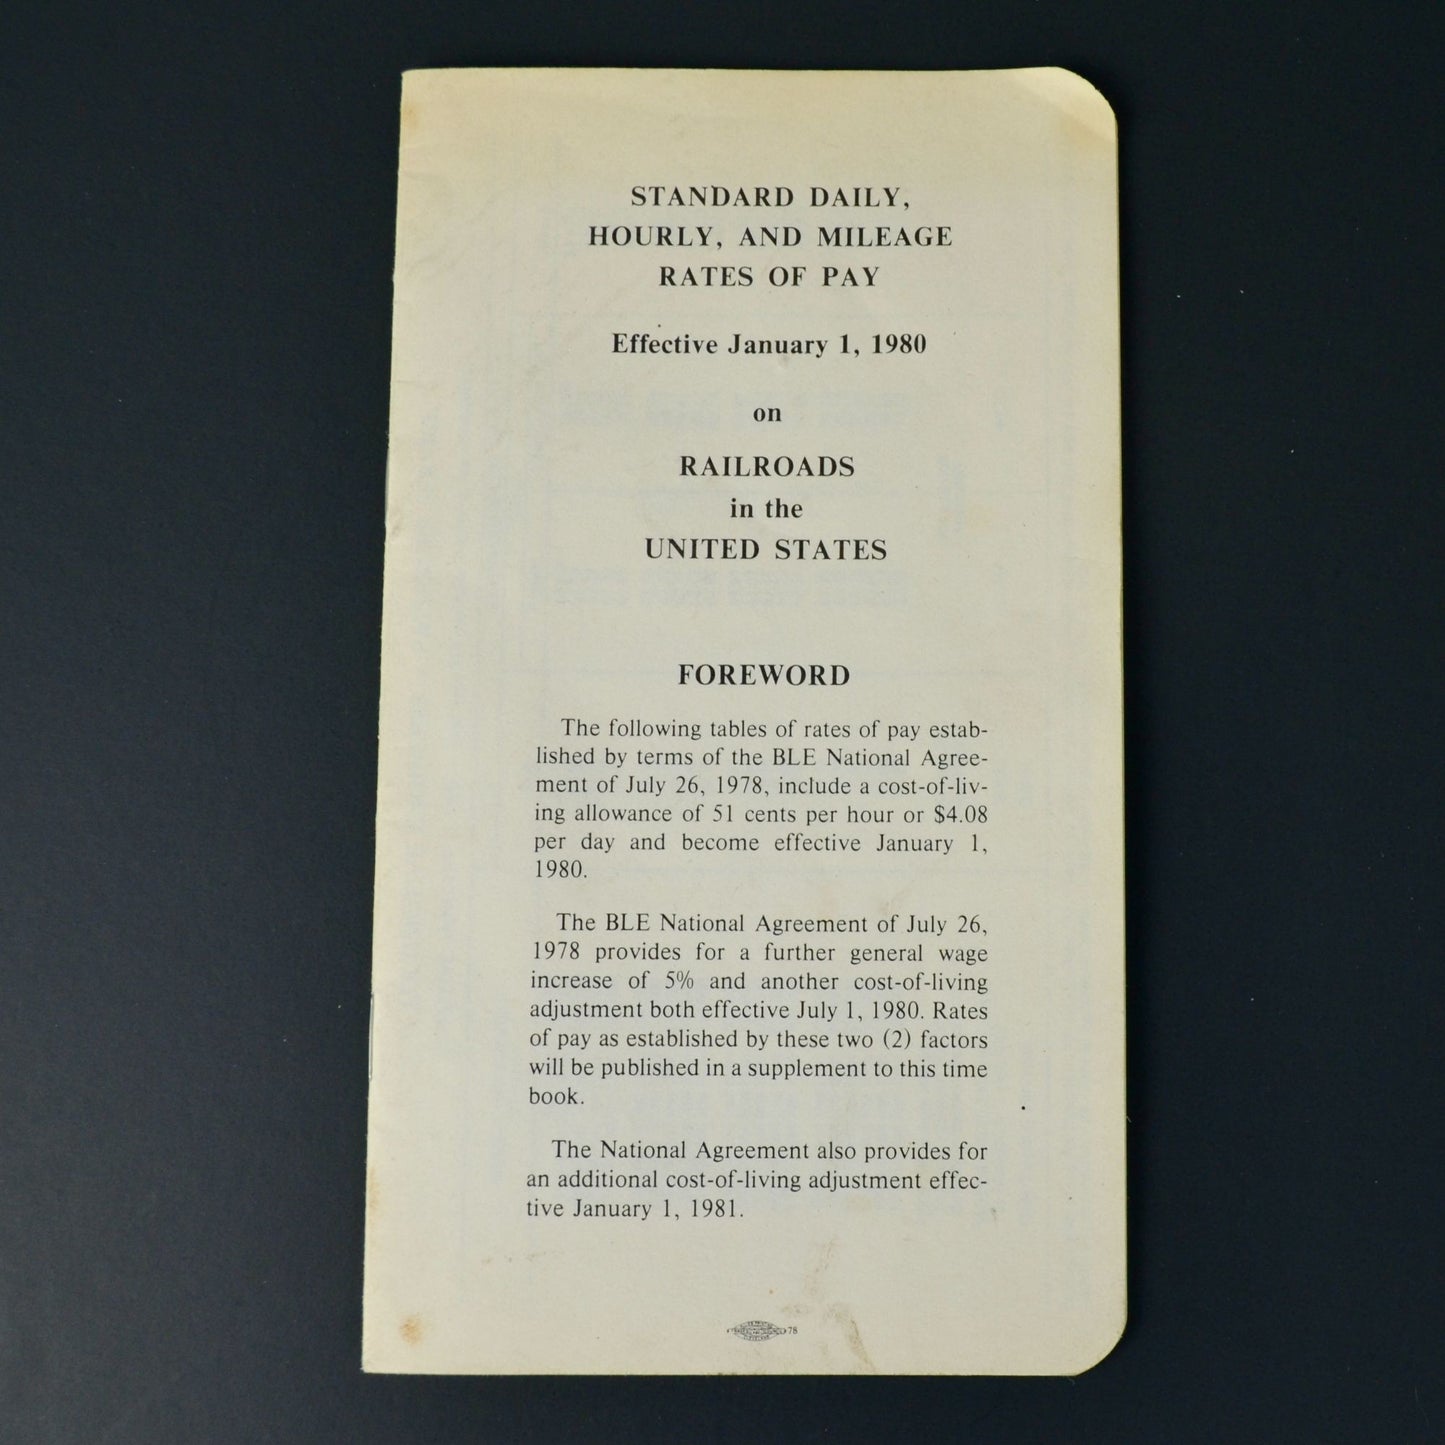 STANDARD DAILY,
HOURLY, AND MILEAGE
RATES OF PAY
Effective January 1, 1980
on
RAILROADS
in the
UNITED STATES
FOREWORD
The following tables of rates of pay estab-
lished by terms of the BLE National Agree-
ment of July 26, 1978, include a cost-of-liv-
ing allowance of 51 cents per hour or $4.08
per day and become effective January 1,
1980.
The BLE National Agreement of July 26,
1978 provides for a further general wage
increase of 5% and another cost-of-living
adjustment both effective July 1, 1980. Rates
of pay as established by these two (2) factors
will be published in a supplement to this time
book.
The National Agreement also provides for
an additional cost-of-living adjustment effec-
tive January 1, 1981.
78